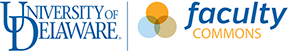 UNIVERSITY OF
DELAWARE®
faculty
COMMONS